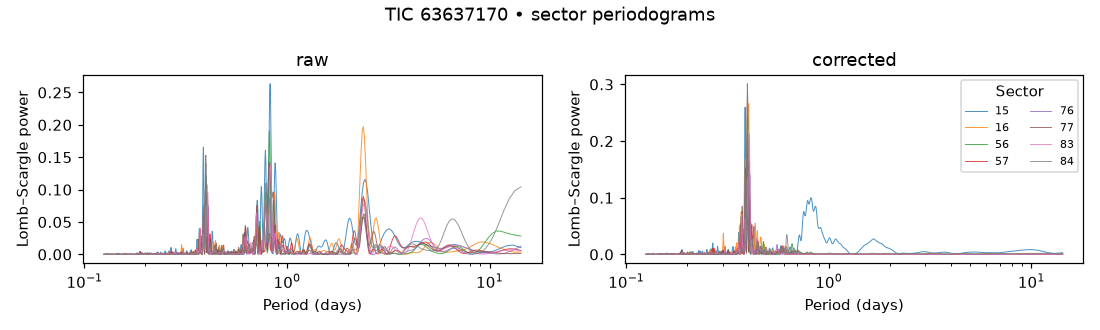 TIC 63637170 • sector periodograms
raw
Lomb–Scargle power
0.25
0.20
0.15
0.10
0.05
0.00
10⁻¹
10⁰
10¹
Period (days)
corrected
Lomb–Scargle power
0.3
0.2
0.1
0.0
10⁻¹
10⁰
10¹
Period (days)
Sector
15 76
16 77
56 83
57 84